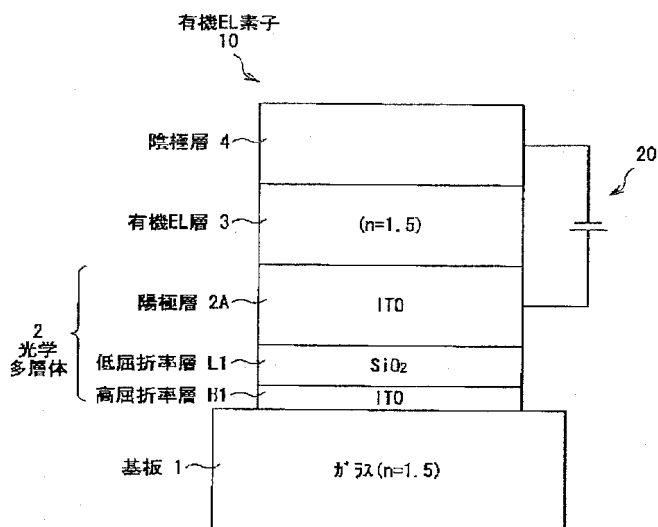 有機EL素子
10
陰極層 4
20
有機EL層 3
(n=1.5)
陽極層 2A
ITO
2
光学
多層体
低屈折率層 L1
SiO₂
高屈折率層 H1
ITO
基板 1
ガラス(n=1.5)